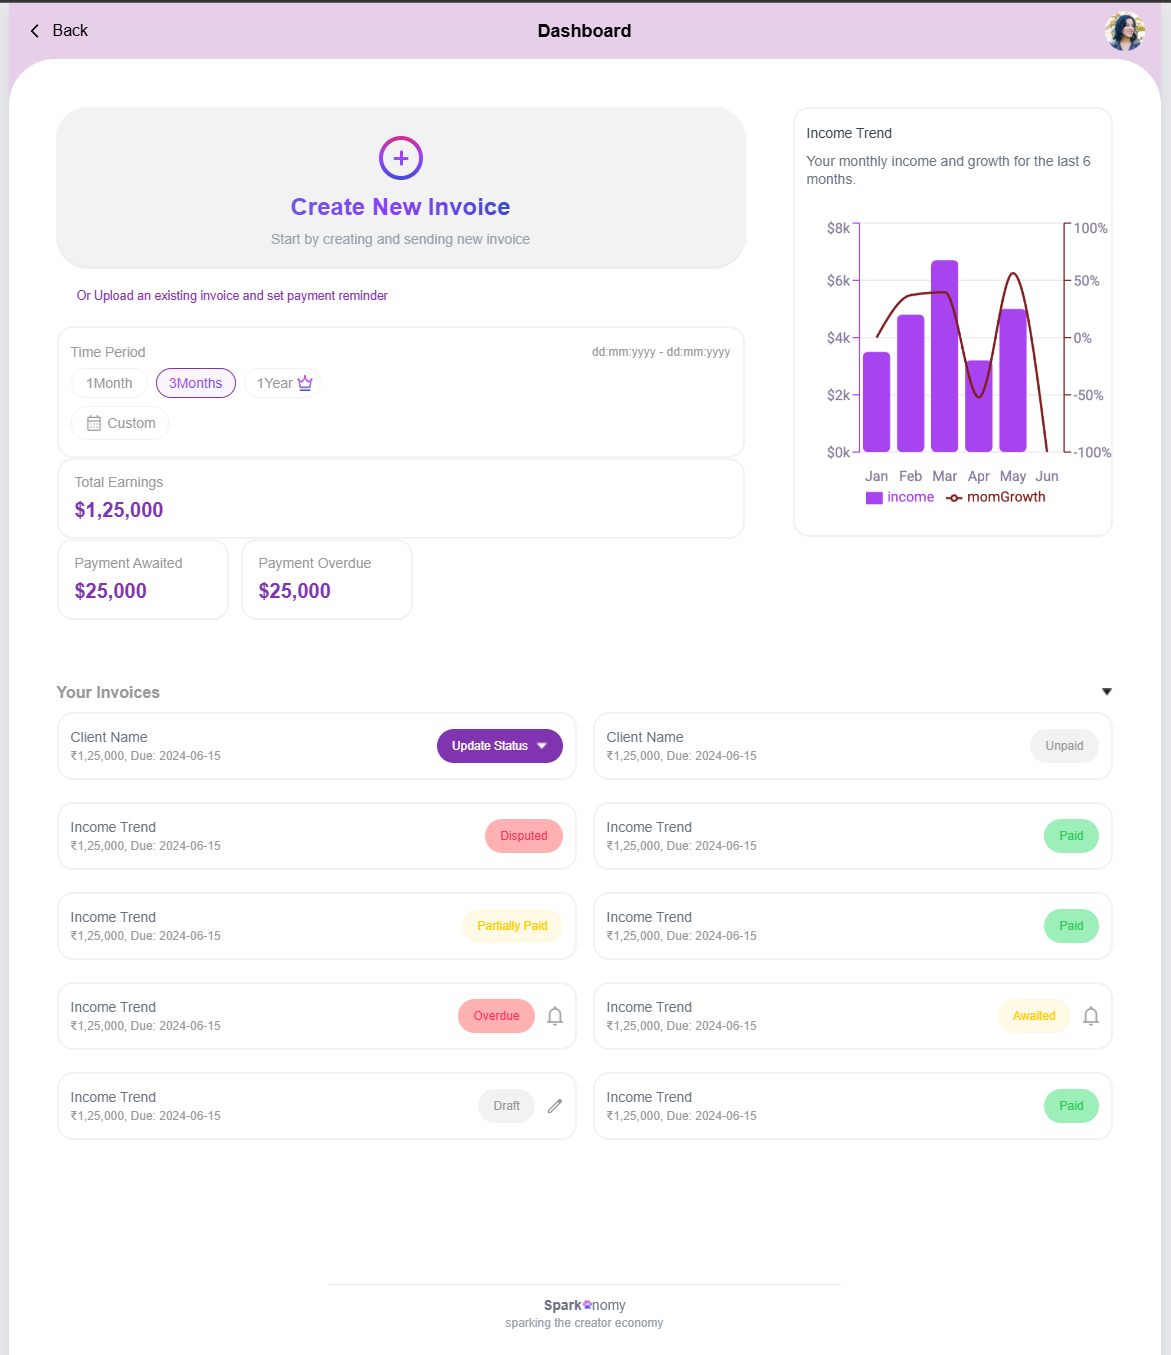 Back
Dashboard
Create New Invoice
Start by creating and sending new invoice
Or Upload an existing invoice and set payment reminder
Time Period
dd:mm:yyyy - dd:mm:yyyy
1Month
3Months
1Year
Custom
Total Earnings
$1,25,000
Payment Awaited
$25,000
Payment Overdue
$25,000
Income Trend
Your monthly income and growth for the last 6
months.
$8k
$6k
$4k
$2k
$0k
100%
50%
0%
-50%
-100%
Jan Feb Mar Apr May Jun
income momGrowth
Your Invoices
Client Name
₹1,25,000, Due: 2024-06-15
Update Status
Client Name
₹1,25,000, Due: 2024-06-15
Unpaid
Income Trend
₹1,25,000, Due: 2024-06-15
Disputed
Income Trend
₹1,25,000, Due: 2024-06-15
Paid
Income Trend
₹1,25,000, Due: 2024-06-15
Partially Paid
Income Trend
₹1,25,000, Due: 2024-06-15
Paid
Income Trend
₹1,25,000, Due: 2024-06-15
Overdue
Income Trend
₹1,25,000, Due: 2024-06-15
Awaited
Income Trend
₹1,25,000, Due: 2024-06-15
Draft
Income Trend
₹1,25,000, Due: 2024-06-15
Paid
Sparkonomy
sparking the creator economy